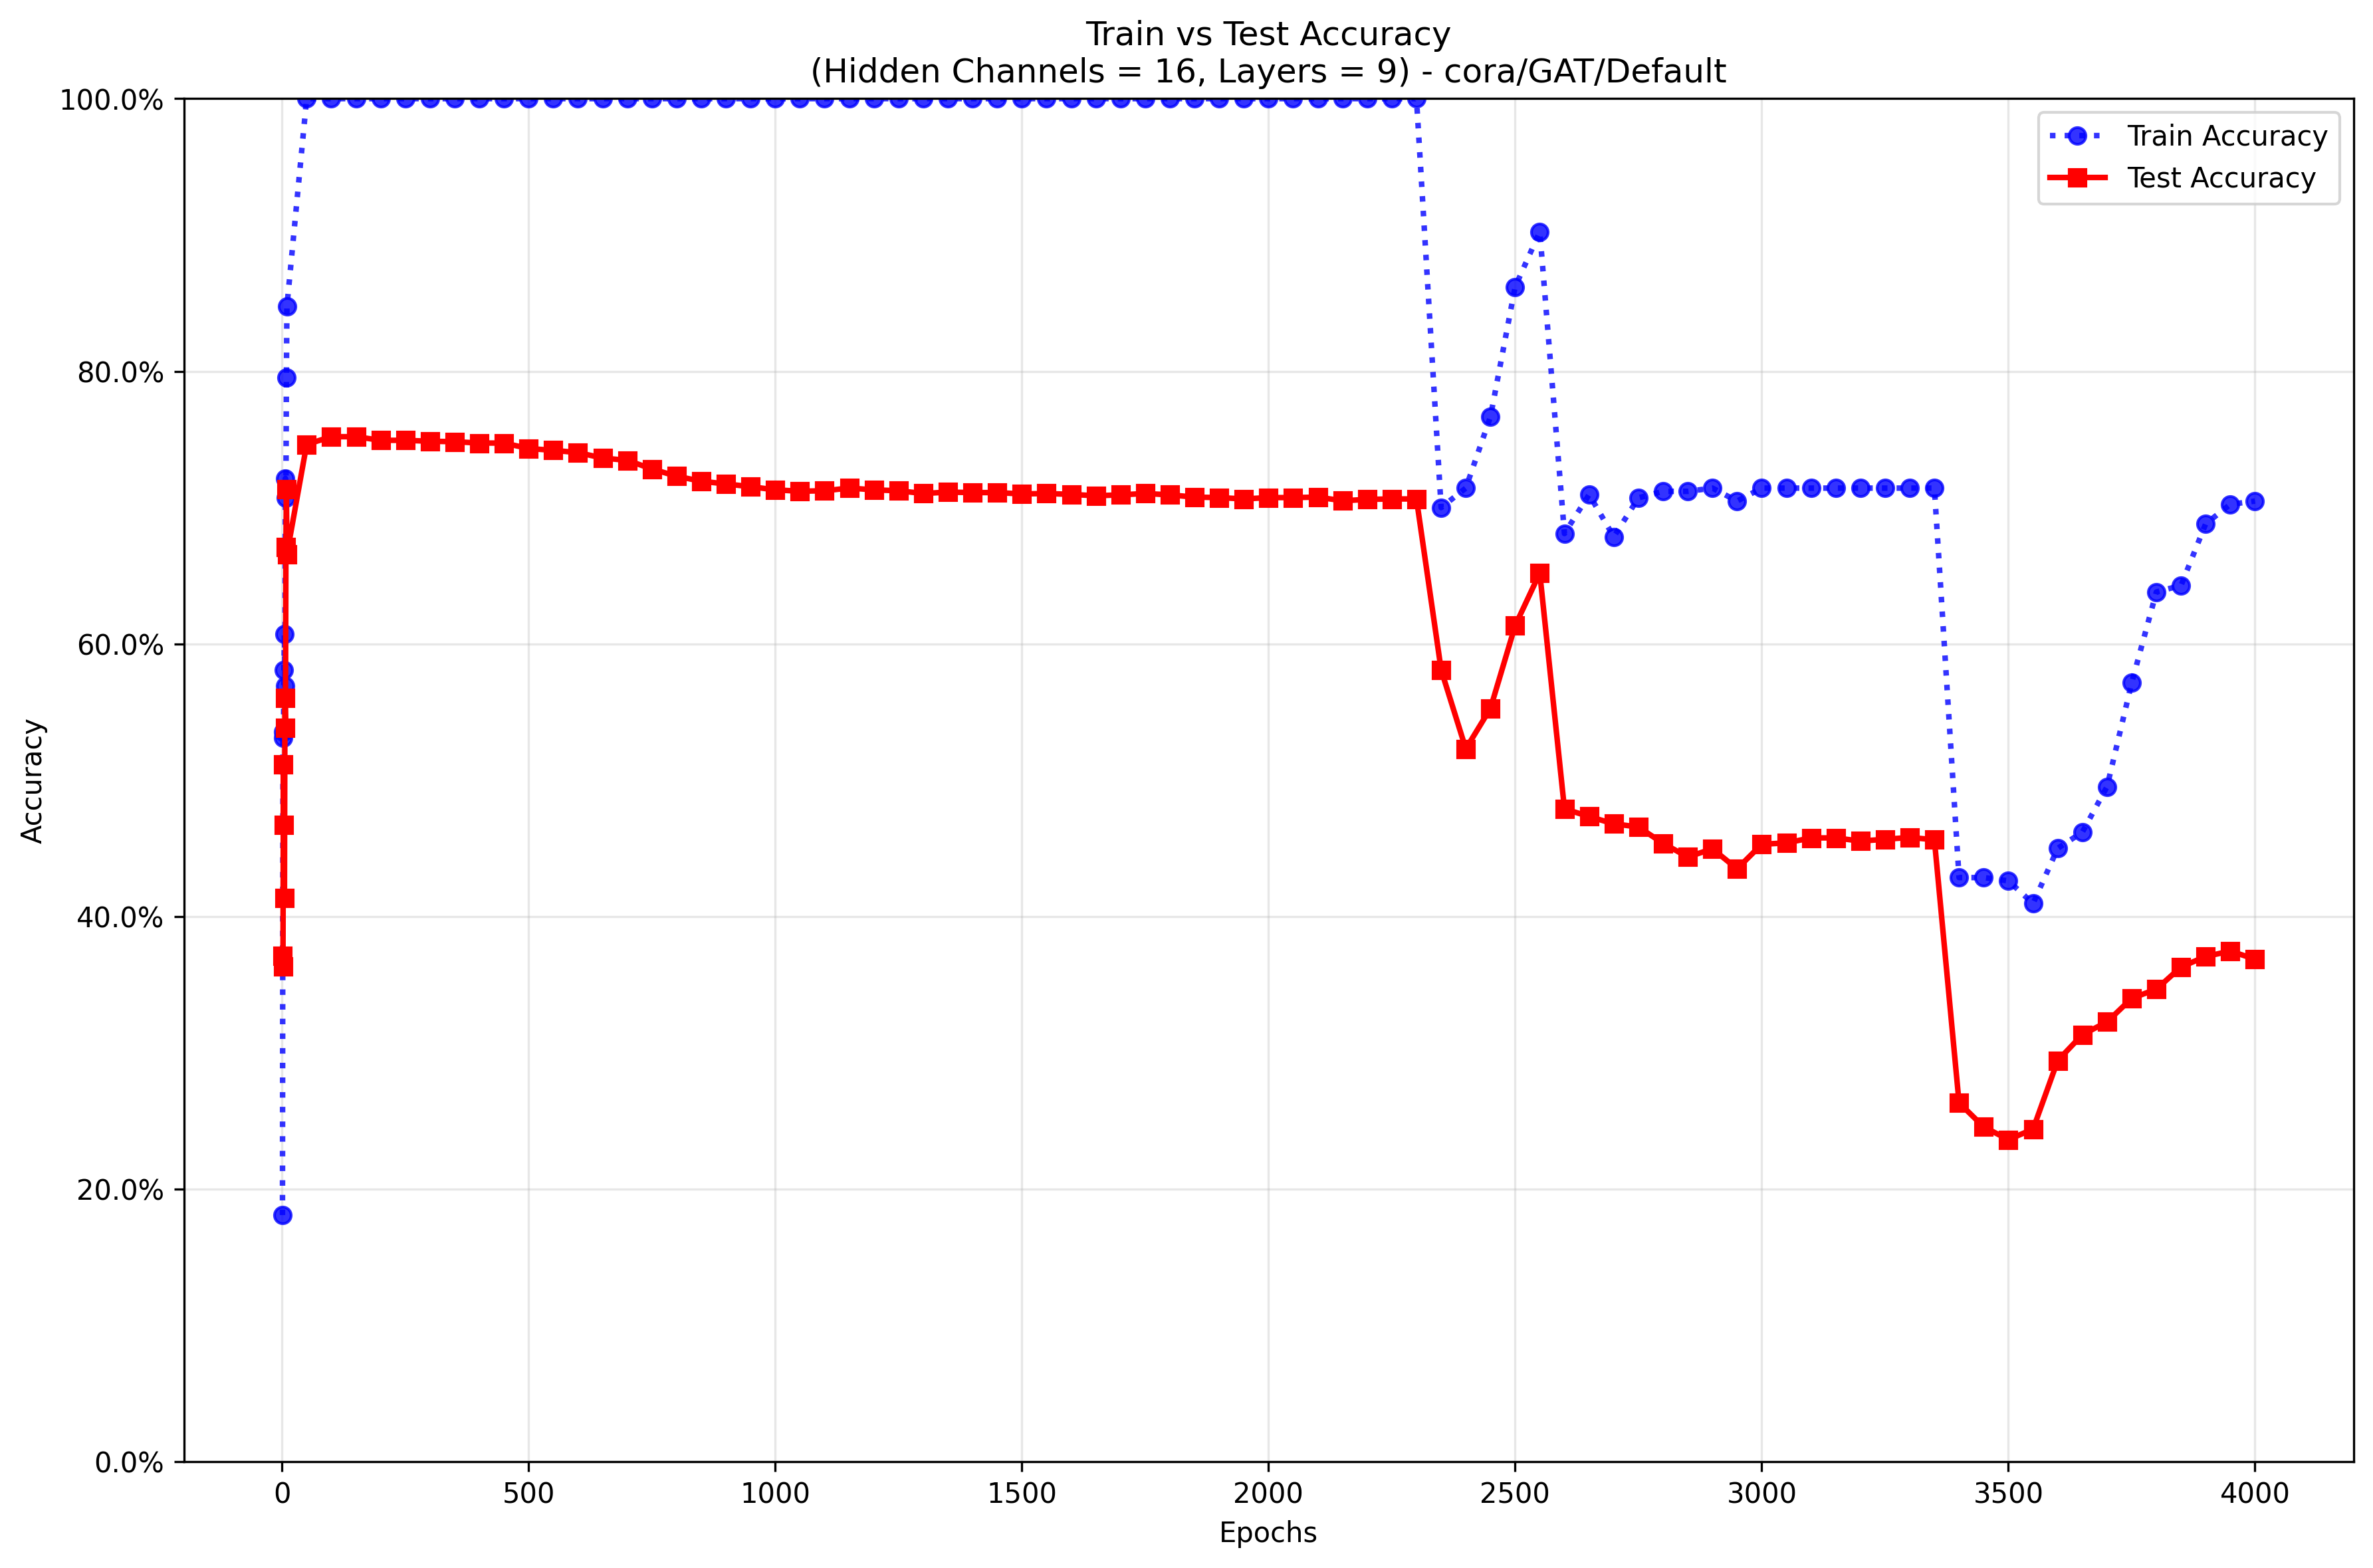 Train vs Test Accuracy
(Hidden Channels = 16, Layers = 9) - cora/GAT/Default
100.0%
80.0%
60.0%
40.0%
20.0%
0.0%
Accuracy
Train Accuracy
Test Accuracy
0 500 1000 1500 2000 2500 3000 3500 4000
Epochs